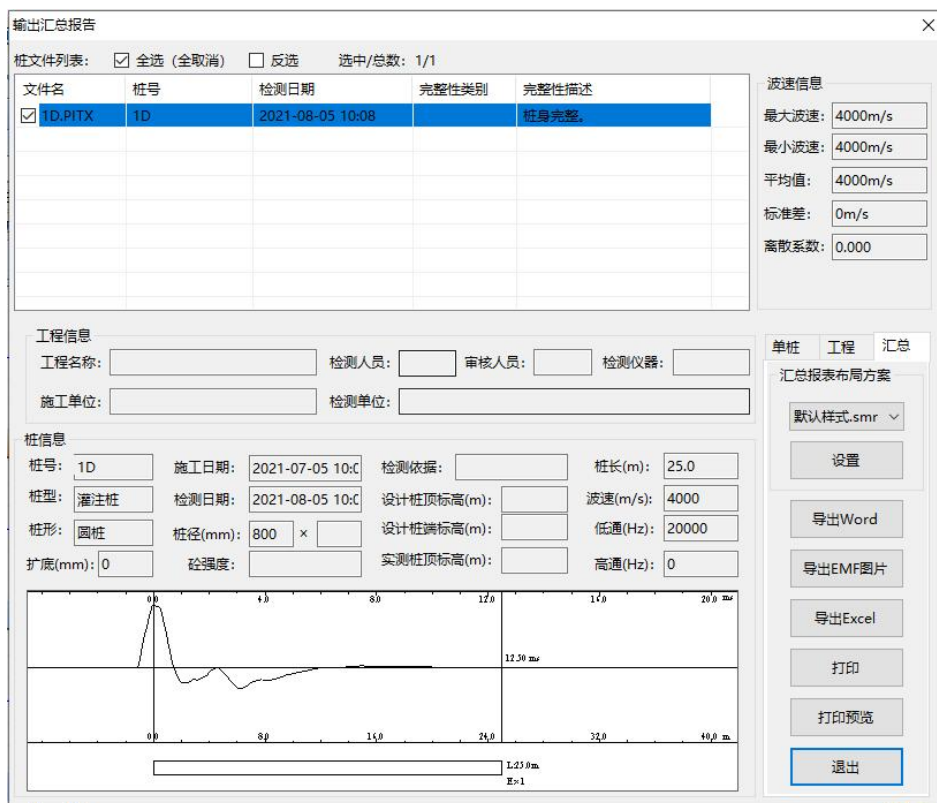 输出汇总报告
桩文件列表: 全选 (全取消) 反选 选中/总数: 1/1
文件名 桩号 检测日期 完整性类别 完整性描述
1D.PITX 1D 2021-08-05 10:08 桩身完整。
波速信息
最大波速: 4000m/s
最小波速: 4000m/s
平均值: 4000m/s
标准差: 0m/s
离散系数: 0.000
工程信息
工程名称: 检测人员: 审核人员: 检测仪器:
施工单位: 检测单位:
桩信息
桩号: 1D 施工日期: 2021-07-05 10:0 检测依据: 桩长(m): 25.0
桩型: 灌注桩 检测日期: 2021-08-05 10:0 设计桩顶标高(m): 波速(m/s): 4000
桩形: 圆桩 桩径(mm): 800 × 设计桩端标高(m): 低通(Hz): 20000
扩底(mm): 0 砼强度: 实测桩顶标高(m): 高通(Hz): 0
0.0 4.0 8.0 12.0 16.0 20.0 ms
12.50 ms
0.0 8.0 16.0 24.0 32.0 40.0 m
L:25.0m
E×1
单桩 工程 汇总
汇总报表布局方案
默认样式.smr
设置
导出Word
导出EMF图片
导出Excel
打印
打印预览
退出